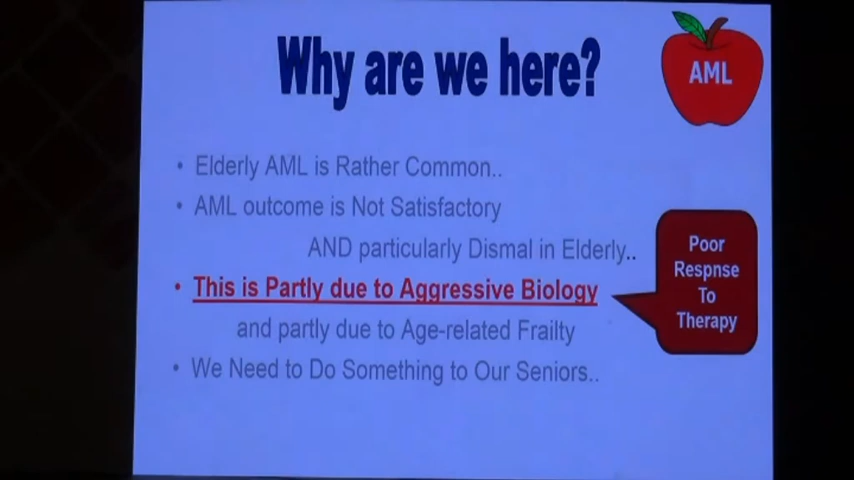 Why are we here?
AML
• Elderly AML is Rather Common..
• AML outcome is Not Satisfactory
AND particularly Dismal in Elderly..
• This is Partly due to Aggressive Biology
and partly due to Age-related Frailty
• We Need to Do Something to Our Seniors..
Poor
Respnse
To
Therapy